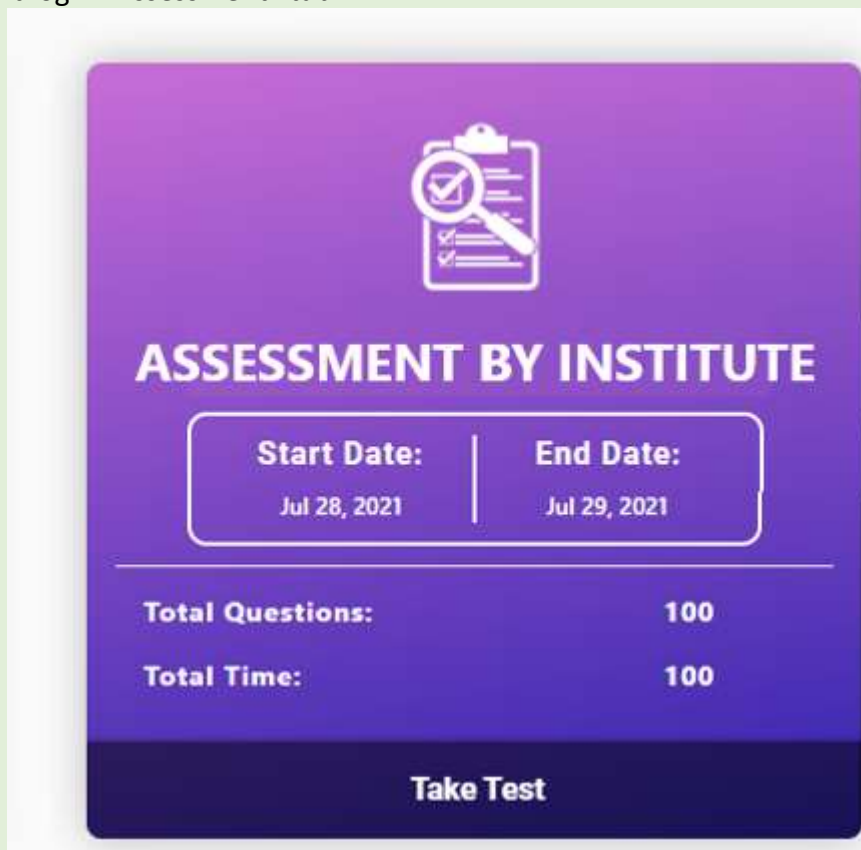 ASSESSMENT BY INSTITUTE
Start Date: End Date:
Jul 28, 2021 Jul 29, 2021
Total Questions: 100
Total Time: 100
Take Test